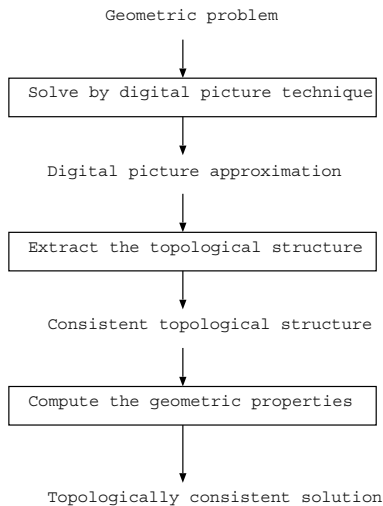 Geometric problem
Solve by digital picture technique
Digital picture approximation
Extract the topological structure
Consistent topological structure
Compute the geometric properties
Topologically consistent solution